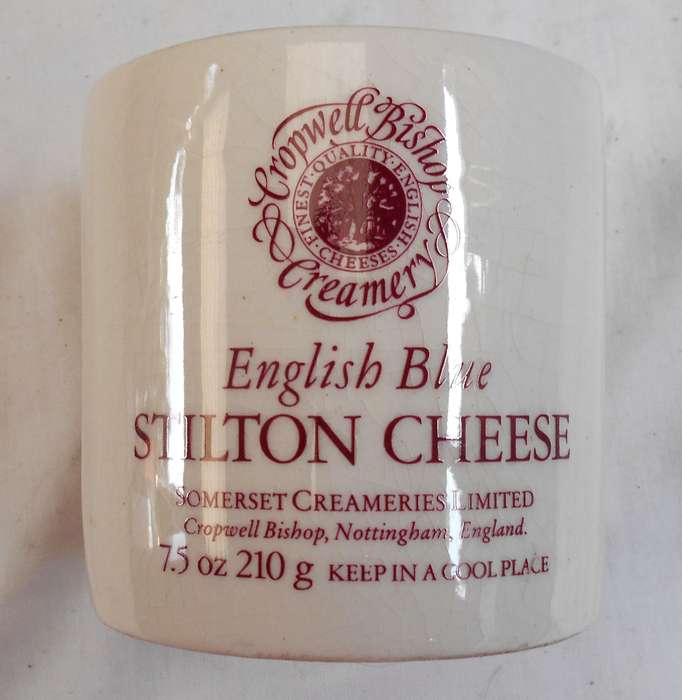 Cropwell Bishop
FINEST · QUALITY · ENGLISH
· CHEESES ·
Creamery
English Blue
STILTON CHEESE
SOMERSET CREAMERIES LIMITED
Cropwell Bishop, Nottingham, England.
7.5 oz 210 g KEEP IN A COOL PLACE